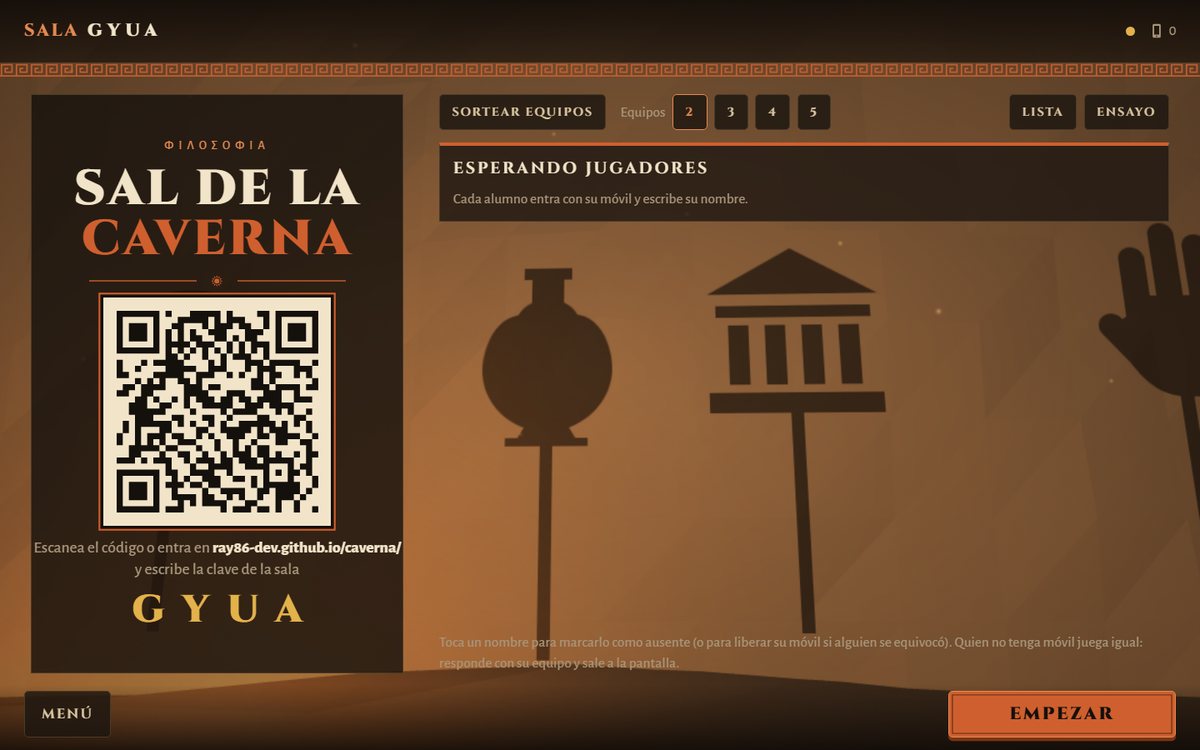 SALA GYUA
0
ΦΙΛΟΣΟΦΙΑ
SAL DE LA
CAVERNA
Escanea el código o entra en ray86-dev.github.io/caverna/
y escribe la clave de la sala
GYUA
SORTEAR EQUIPOS
Equipos
2
3
4
5
LISTA
ENSAYO
ESPERANDO JUGADORES
Cada alumno entra con su móvil y escribe su nombre.
Toca un nombre para marcarlo como ausente (o para liberar su móvil si alguien se equivocó). Quien no tenga móvil juega igual:
responde con su equipo y sale a la pantalla.
MENÚ
EMPEZAR